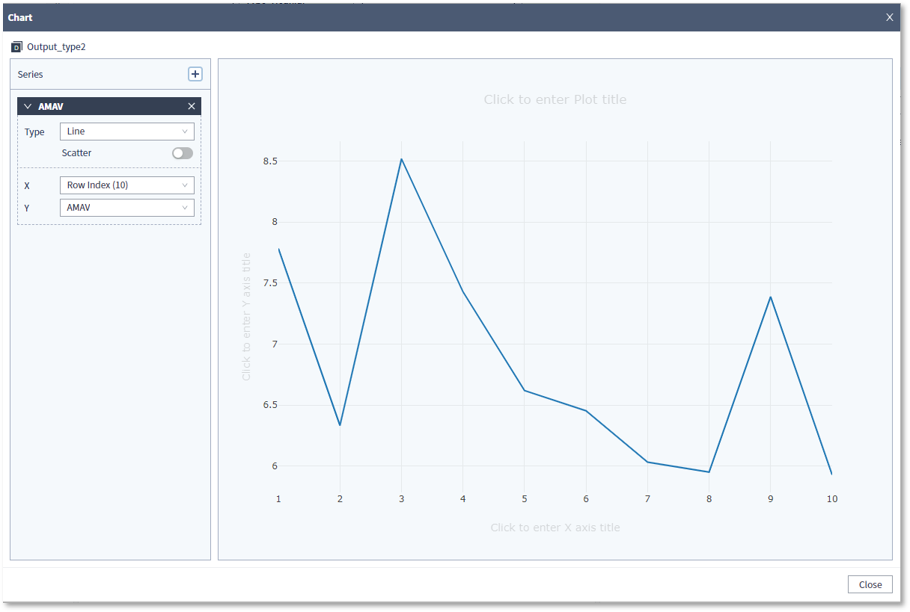 Chart
X
Output_type2
Series
+
AMAV
Type
Line
Scatter
X
Row Index (10)
Y
AMAV
Click to enter Plot title
Click to enter Y axis title
8.5
8
7.5
7
6.5
6
1 2 3 4 5 6 7 8 9 10
Click to enter X axis title
Close